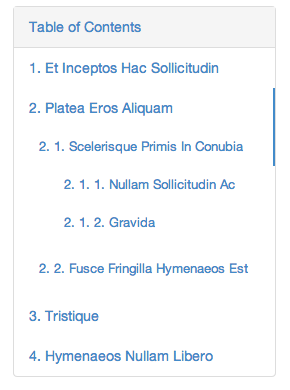 Table of Contents
1. Et Inceptos Hac Sollicitudin
2. Platea Eros Aliquam
2. 1. Scelerisque Primis In Conubia
2. 1. 1. Nullam Sollicitudin Ac
2. 1. 2. Gravida
2. 2. Fusce Fringilla Hymenaeos Est
3. Tristique
4. Hymenaeos Nullam Libero